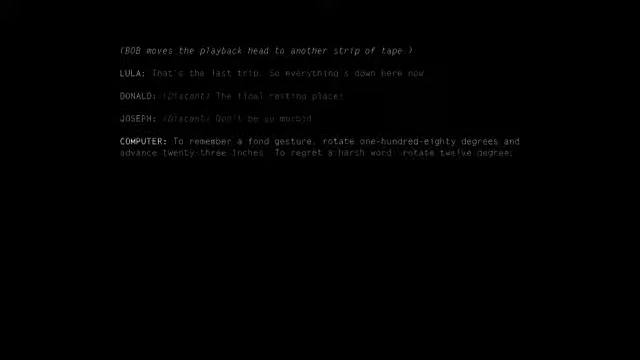 (BOB moves the playback head to another strip of tape.)
LULA: That's the last trip. So everything's down here now.
DONALD: (Distant) The final resting place!
JOSEPH: (Distant) Don't be so morbid.
COMPUTER: To remember a fond gesture, rotate one-hundred-eighty degrees and
advance twenty-three inches. To regret a harsh word, rotate twelve degree;